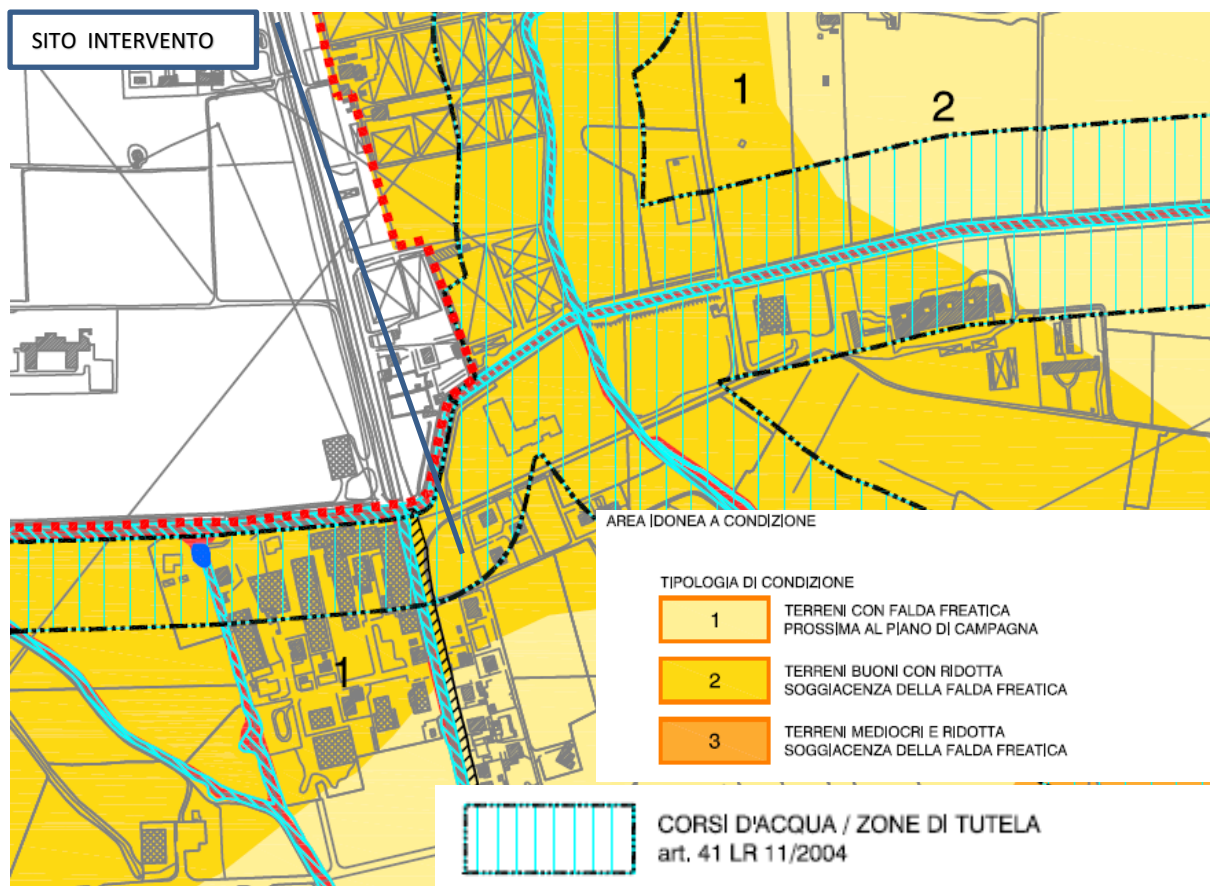 SITO INTERVENTO
1
2
1
AREA IDONEA A CONDIZIONE
TIPOLOGIA DI CONDIZIONE
1
TERRENI CON FALDA FREATICA
PROSSIMA AL PIANO DI CAMPAGNA
2
TERRENI BUONI CON RIDOTTA
SOGGIACENZA DELLA FALDA FREATICA
3
TERRENI MEDIOCRI E RIDOTTA
SOGGIACENZA DELLA FALDA FREATICA
CORSI D'ACQUA / ZONE DI TUTELA
art. 41 LR 11/2004